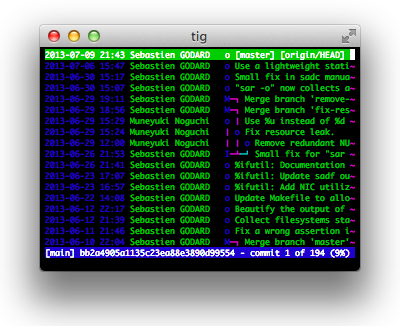 tig
2013-07-09 21:43 Sebastien GODARD o [master] [origin/HEAD]
2013-07-06 15:47 Sebastien GODARD o Use a lightweight stati~
2013-06-30 15:17 Sebastien GODARD o Small fix in sadc manua~
2013-06-30 15:07 Sebastien GODARD o "sar -o" now collects a~
2013-06-29 19:11 Sebastien GODARD M Merge branch 'remove-~
2013-06-29 18:56 Sebastien GODARD M Merge branch 'fix-res~
2013-06-29 15:29 Muneyuki Noguchi o Use %u instead of %d ~
2013-06-29 15:24 Muneyuki Noguchi o Fix resource leak.
2013-06-29 12:00 Muneyuki Noguchi o Remove redundant NU~
2013-06-26 21:53 Sebastien GODARD I Small fix for "sar ~
2013-06-26 21:41 Sebastien GODARD o %ifutil: Documentation ~
2013-06-23 17:07 Sebastien GODARD o %ifutil: Update sadf ou~
2013-06-23 16:57 Sebastien GODARD o %ifutil: Add NIC utiliz~
2013-06-22 14:08 Sebastien GODARD o Update Makefile to allo~
2013-06-12 22:17 Sebastien GODARD o Beautify the output of ~
2013-06-12 21:39 Sebastien GODARD o Collect filesystems sta~
2013-06-11 21:46 Sebastien GODARD o Fix a wrong assertion i~
2013-06-10 22:04 Sebastien GODARD M Merge branch 'master'~
[main] bb2a4905a1135c23ea88e3890d99554 - commit 1 of 194 (9%)